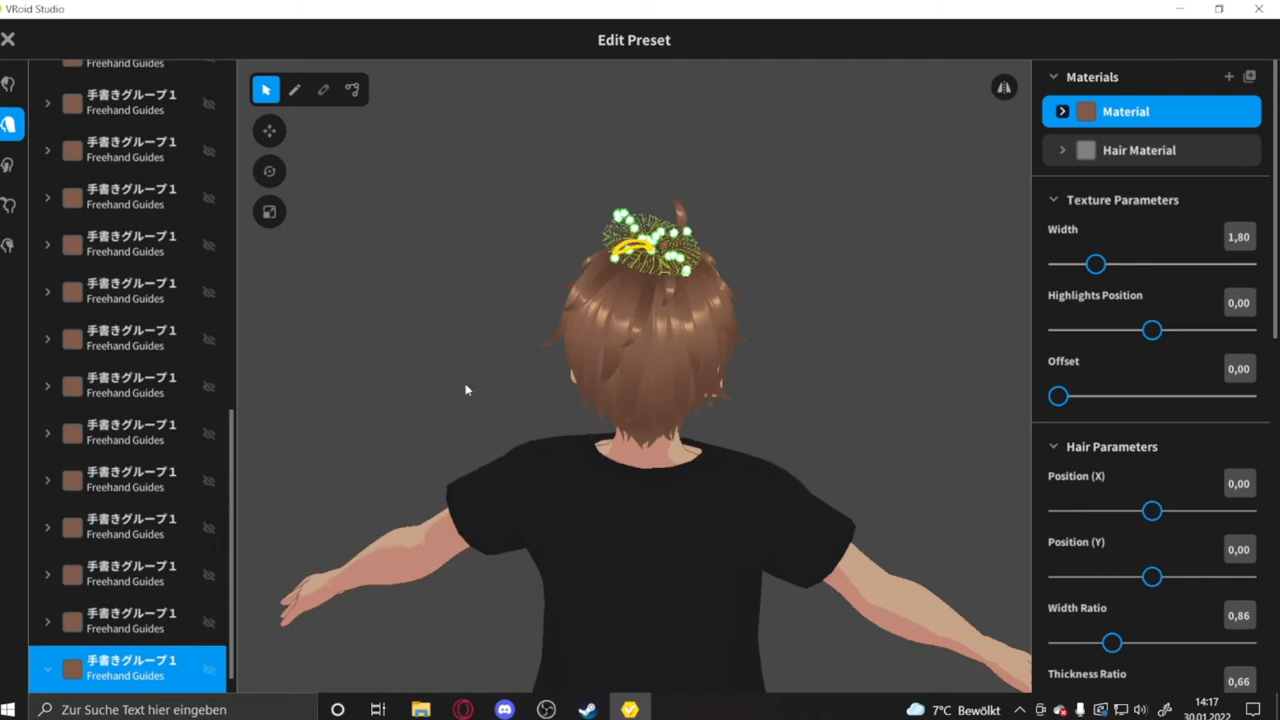 VRoid Studio
Edit Preset
Freehand Guides
手書きグループ１
Freehand Guides
手書きグループ１
Freehand Guides
手書きグループ１
Freehand Guides
手書きグループ１
Freehand Guides
手書きグループ１
Freehand Guides
手書きグループ１
Freehand Guides
手書きグループ１
Freehand Guides
手書きグループ１
Freehand Guides
手書きグループ１
Freehand Guides
手書きグループ１
Freehand Guides
手書きグループ１
Freehand Guides
手書きグループ１
Freehand Guides
手書きグループ１
Freehand Guides
Materials
Material
Hair Material
Texture Parameters
Width
1,80
Highlights Position
0,00
Offset
0,00
Hair Parameters
Position (X)
0,00
Position (Y)
0,00
Width Ratio
0,86
Thickness Ratio
0,66
Zur Suche Text hier eingeben
7°C Bewölkt
14:17
30.01.2022